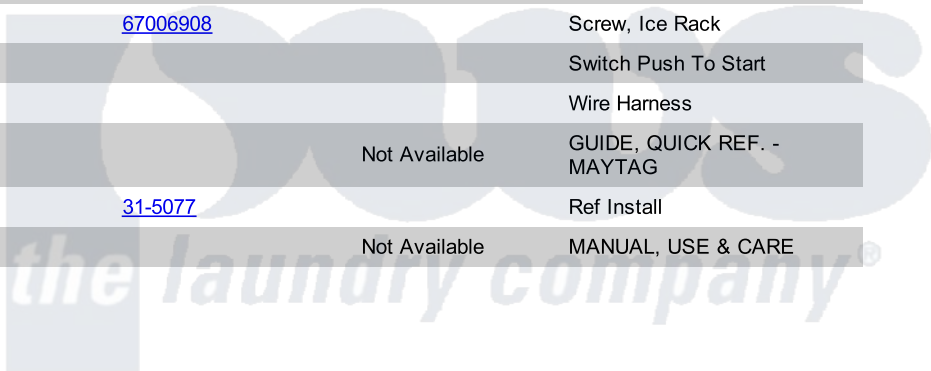 67006908 Screw, Ice Rack
Switch Push To Start
Wire Harness
Not Available GUIDE, QUICK REF. -
MAYTAG
31-5077 Ref Install
Not Available MANUAL, USE & CARE
the laundry company®